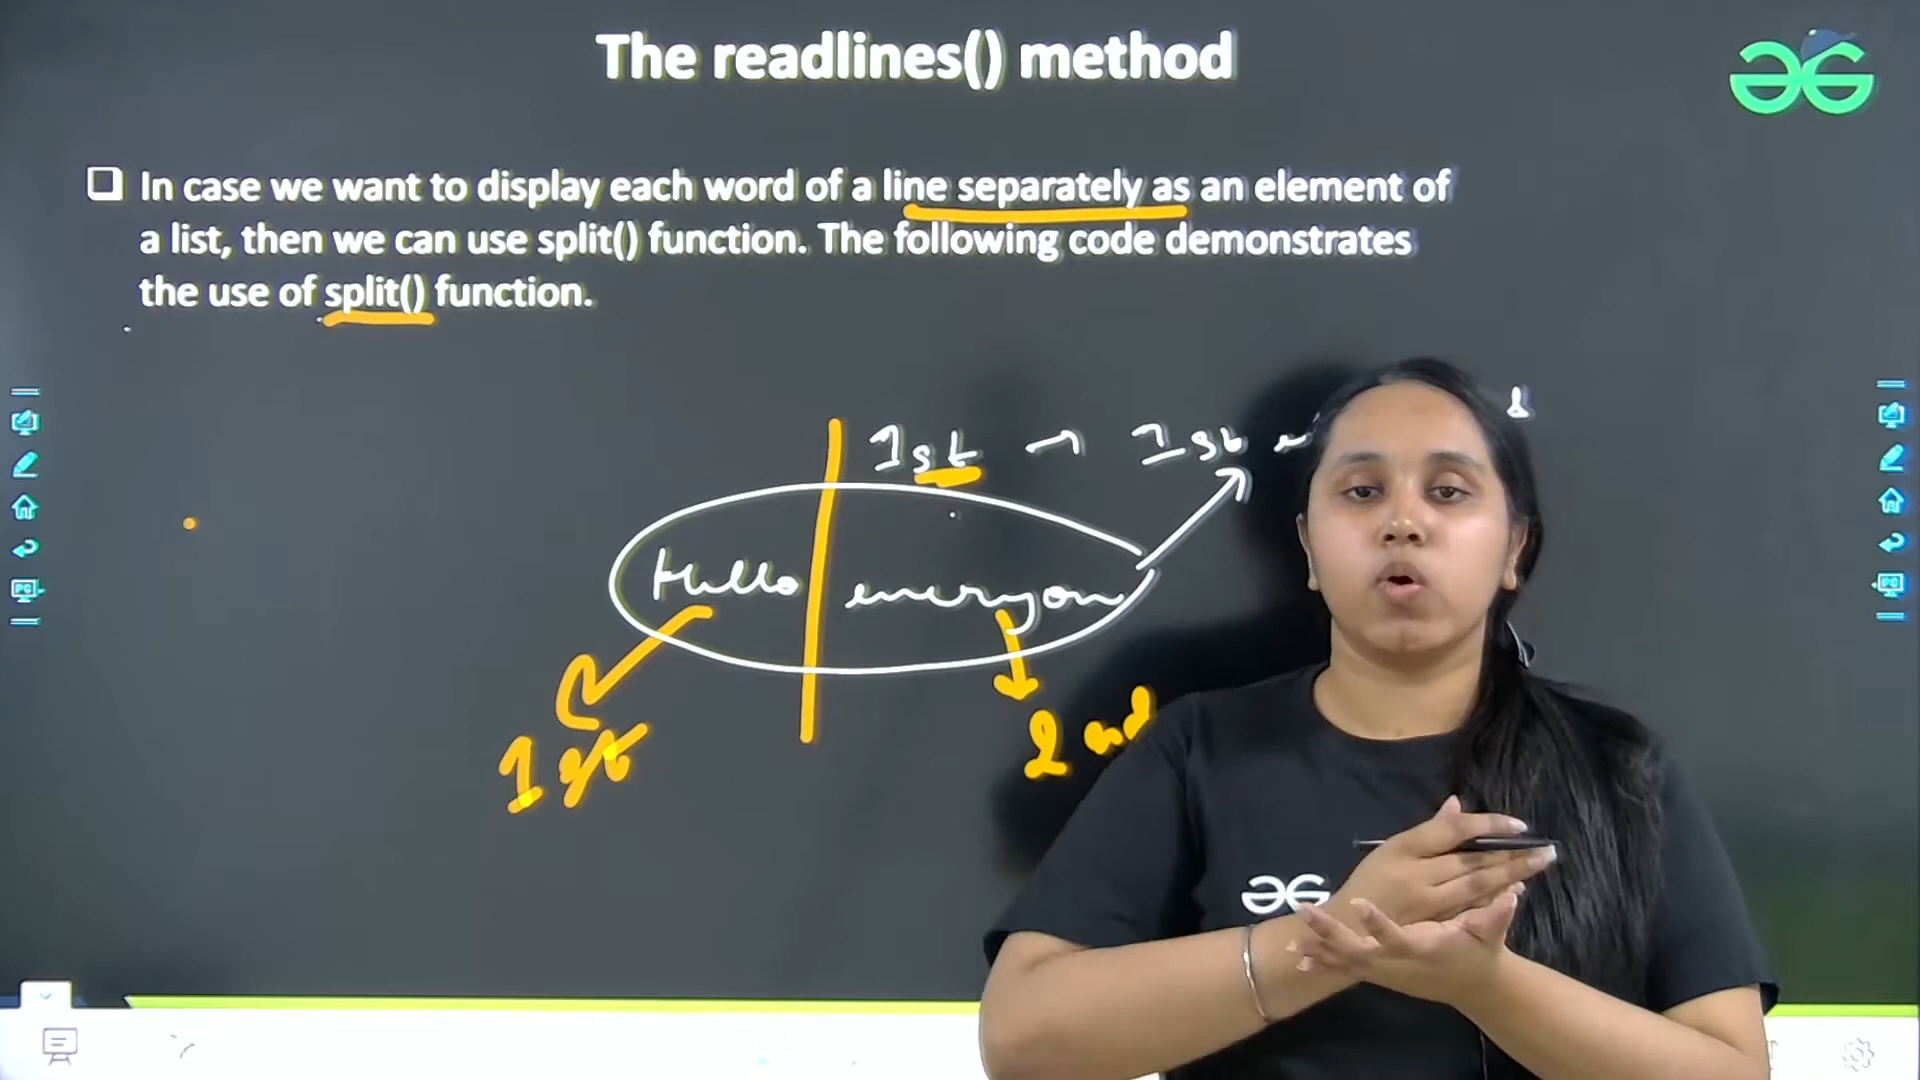 The readlines() method
In case we want to display each word of a line separately as an element of
a list, then we can use split() function. The following code demonstrates
the use of split() function.
1st → 1st
Hello everyon
1st
2nd